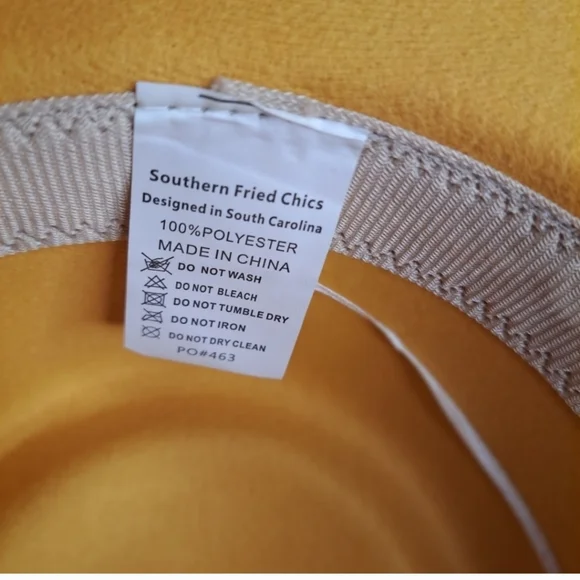 Southern Fried Chics
Designed in South Carolina
100%POLYESTER
MADE IN CHINA
DO NOT WASH
DO NOT BLEACH
DO NOT TUMBLE DRY
DO NOT IRON
DO NOT DRY CLEAN
PO#463